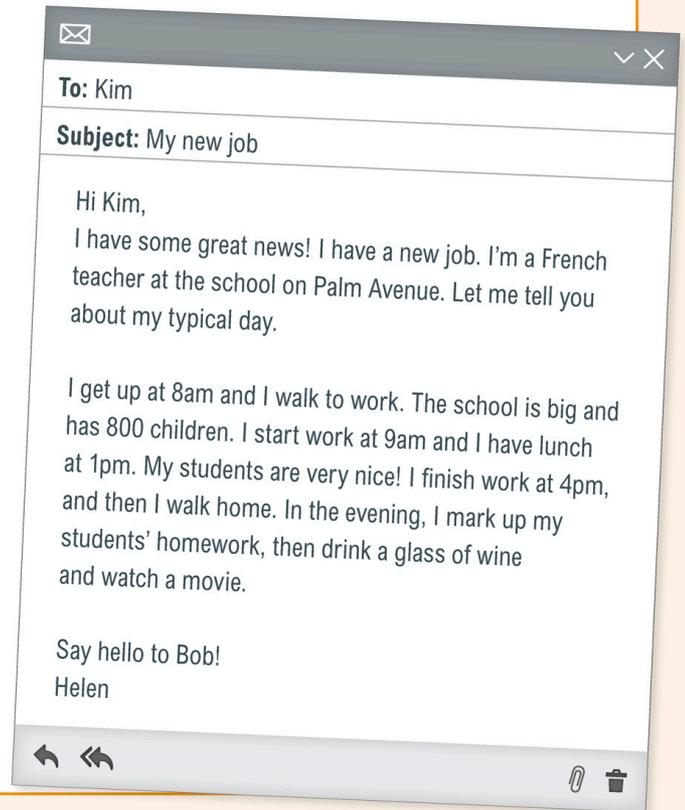 To: Kim
Subject: My new job
Hi Kim,
I have some great news! I have a new job. I'm a French
teacher at the school on Palm Avenue. Let me tell you
about my typical day.
I get up at 8am and I walk to work. The school is big and
has 800 children. I start work at 9am and I have lunch
at 1pm. My students are very nice! I finish work at 4pm,
and then I walk home. In the evening, I mark up my
students' homework, then drink a glass of wine
and watch a movie.
Say hello to Bob!
Helen